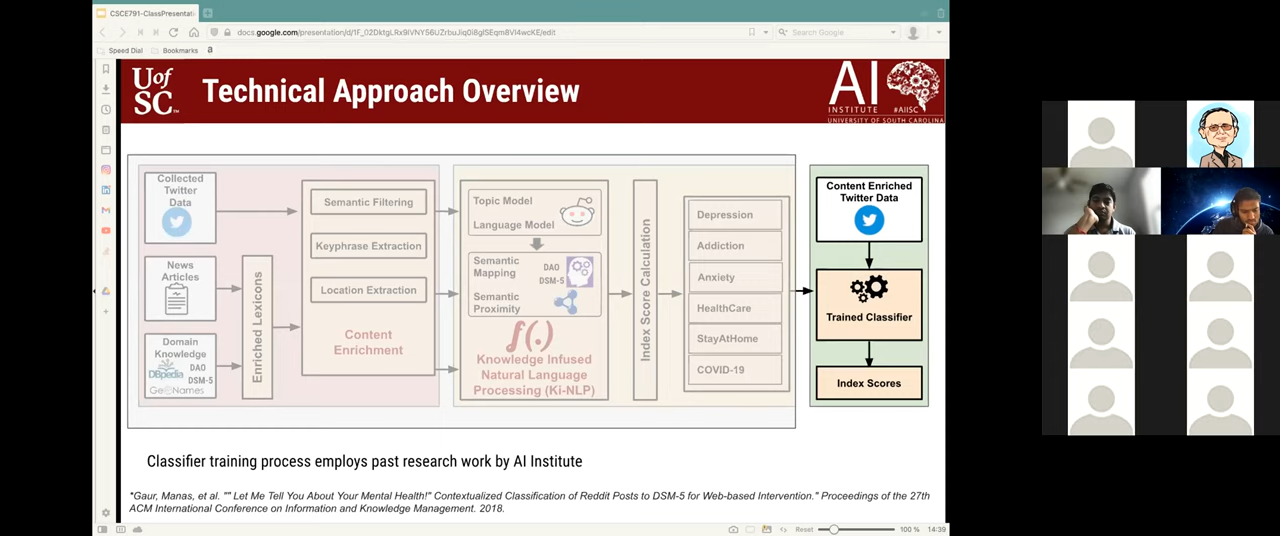 CSCE791-ClassPresentati
docs.google.com/presentation/d/1F_02DktgLRx9IVNY56UZrbuJiq0i8glSEqm8Vl4wcKE/edit
Search Google
Speed Dial
Bookmarks
a
UofSC
Technical Approach Overview
AI
INSTITUTE #AIISC
UNIVERSITY OF SOUTH CAROLINA
Collected
Twitter
Data
News
Articles
Domain
Knowledge
DBpedia
DAO
DSM-5
GeoNames
Enriched Lexicons
Semantic Filtering
Keyphrase Extraction
Location Extraction
Content
Enrichment
Topic Model
Language Model
Semantic
Mapping
DAO
DSM-5
Semantic
Proximity
f(.)
Knowledge Infused
Natural Language
Processing (Ki-NLP)
Index Score Calculation
Depression
Addiction
Anxiety
HealthCare
StayAtHome
COVID-19
Content Enriched
Twitter Data
Trained Classifier
Index Scores
Classifier training process employs past research work by AI Institute
*Gaur, Manas, et al. "" Let Me Tell You About Your Mental Health!" Contextualized Classification of Reddit Posts to DSM-5 for Web-based Intervention." Proceedings of the 27th
ACM International Conference on Information and Knowledge Management. 2018.
Reset
100 %
14:39